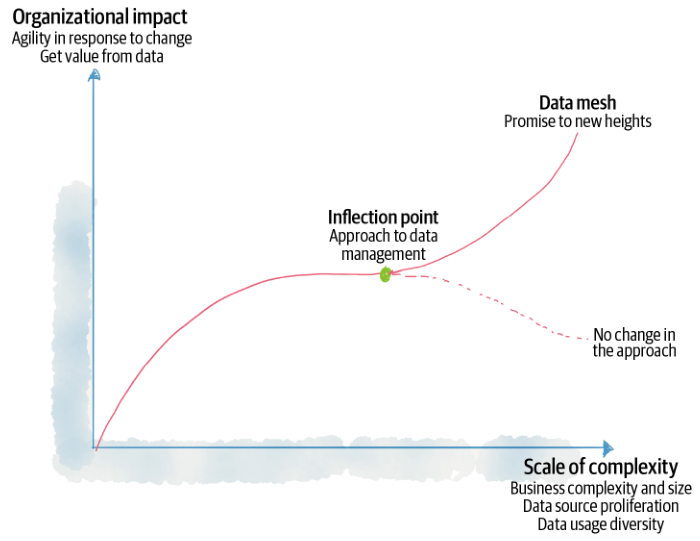 Organizational impact
Agility in response to change
Get value from data
Data mesh
Promise to new heights
Inflection point
Approach to data
management
No change in
the approach
Scale of complexity
Business complexity and size
Data source proliferation
Data usage diversity